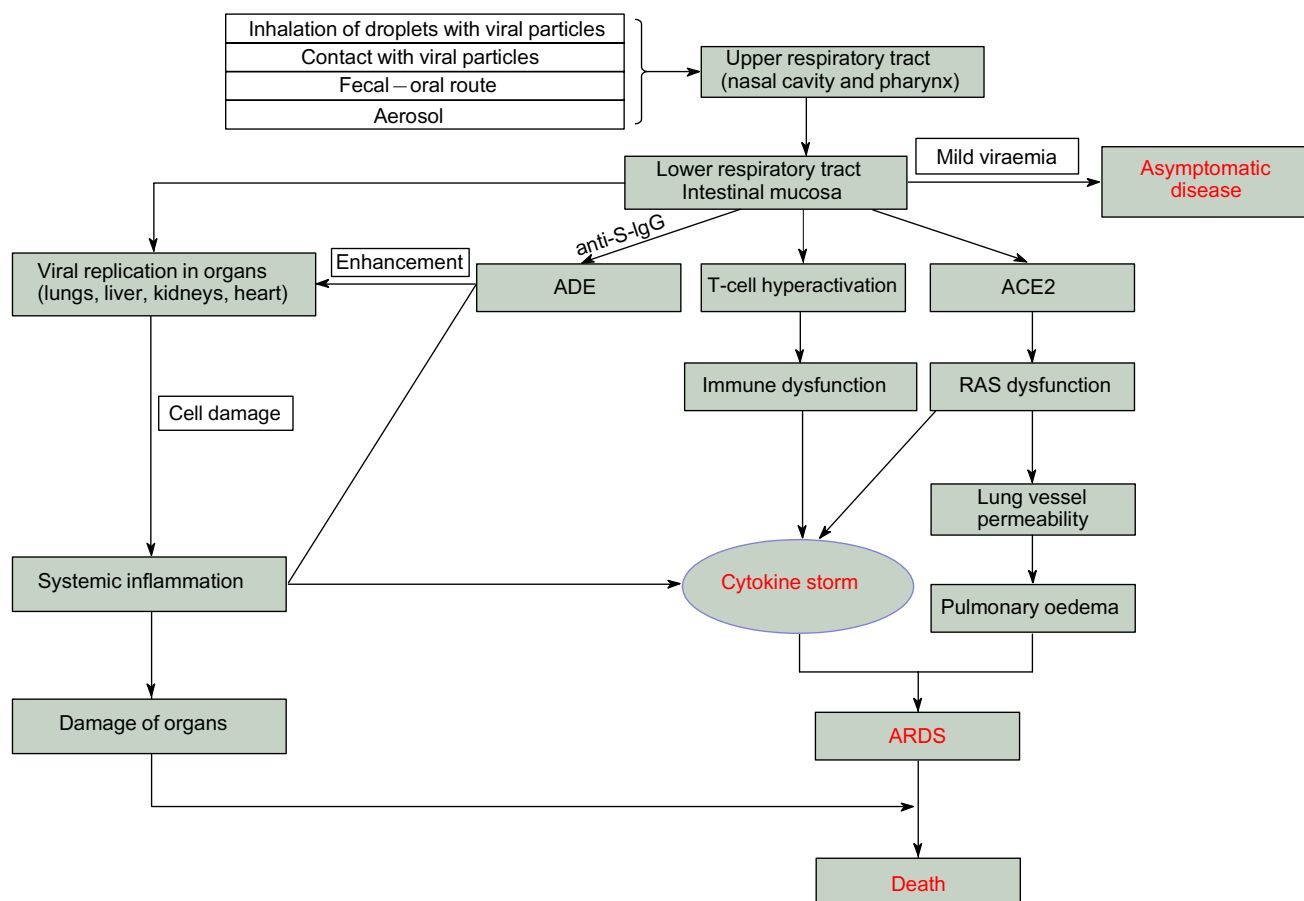 Inhalation of droplets with viral particles
Contact with viral particles
Fecal—oral route
Aerosol
Upper respiratory tract
(nasal cavity and pharynx)
Mild viraemia
Lower respiratory tract
Intestinal mucosa
Asymptomatic
disease
anti-S-IgG
Viral replication in organs
(lungs, liver, kidneys, heart)
Enhancement
ADE
T-cell hyperactivation
ACE2
Immune dysfunction
RAS dysfunction
Cell damage
Lung vessel
permeability
Systemic inflammation
Cytokine storm
Pulmonary oedema
Damage of organs
ARDS
Death